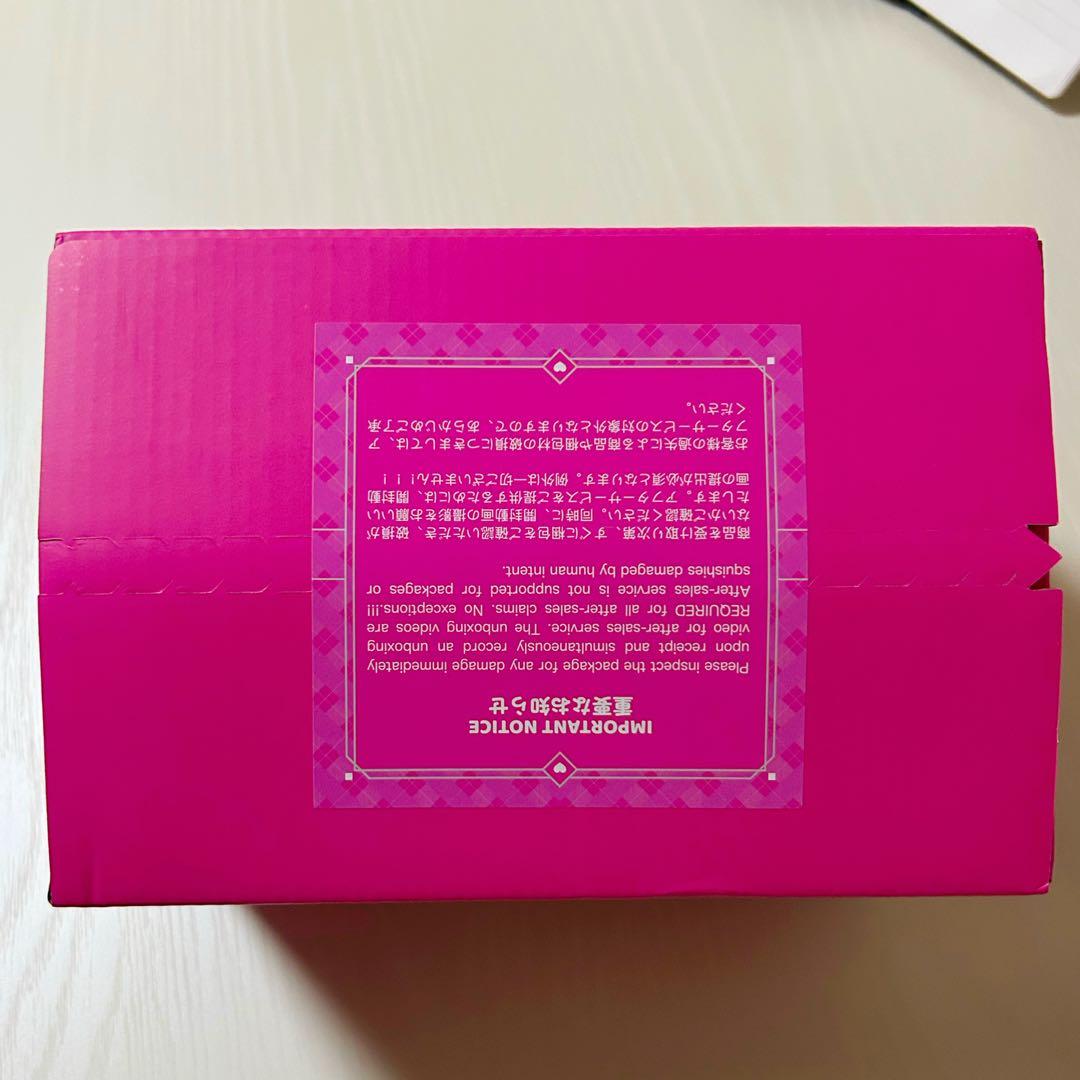 IMPORTANT NOTICE
重要なお知らせ
Please inspect the package for any damage immediately
upon receipt and simultaneously record an unboxing
video for after-sales service. The unboxing videos are
REQUIRED for all after-sales claims. No exceptions.!!!
After-sales service is not supported for packages or
squishies damaged by human intent.
商品を受け取り次第、すぐに梱包をご確認いただき、破損が
ないかご確認ください。同時に、開封動画の撮影をお願いい
たします。アフターサービスをご提供するためには、開封動
画の提出が必須となります。例外は一切ございません!!!
お客様の過失による商品や梱包材の破損につきましては、ア
フターサービスの対象外となりますので、あらかじめご了承
ください。